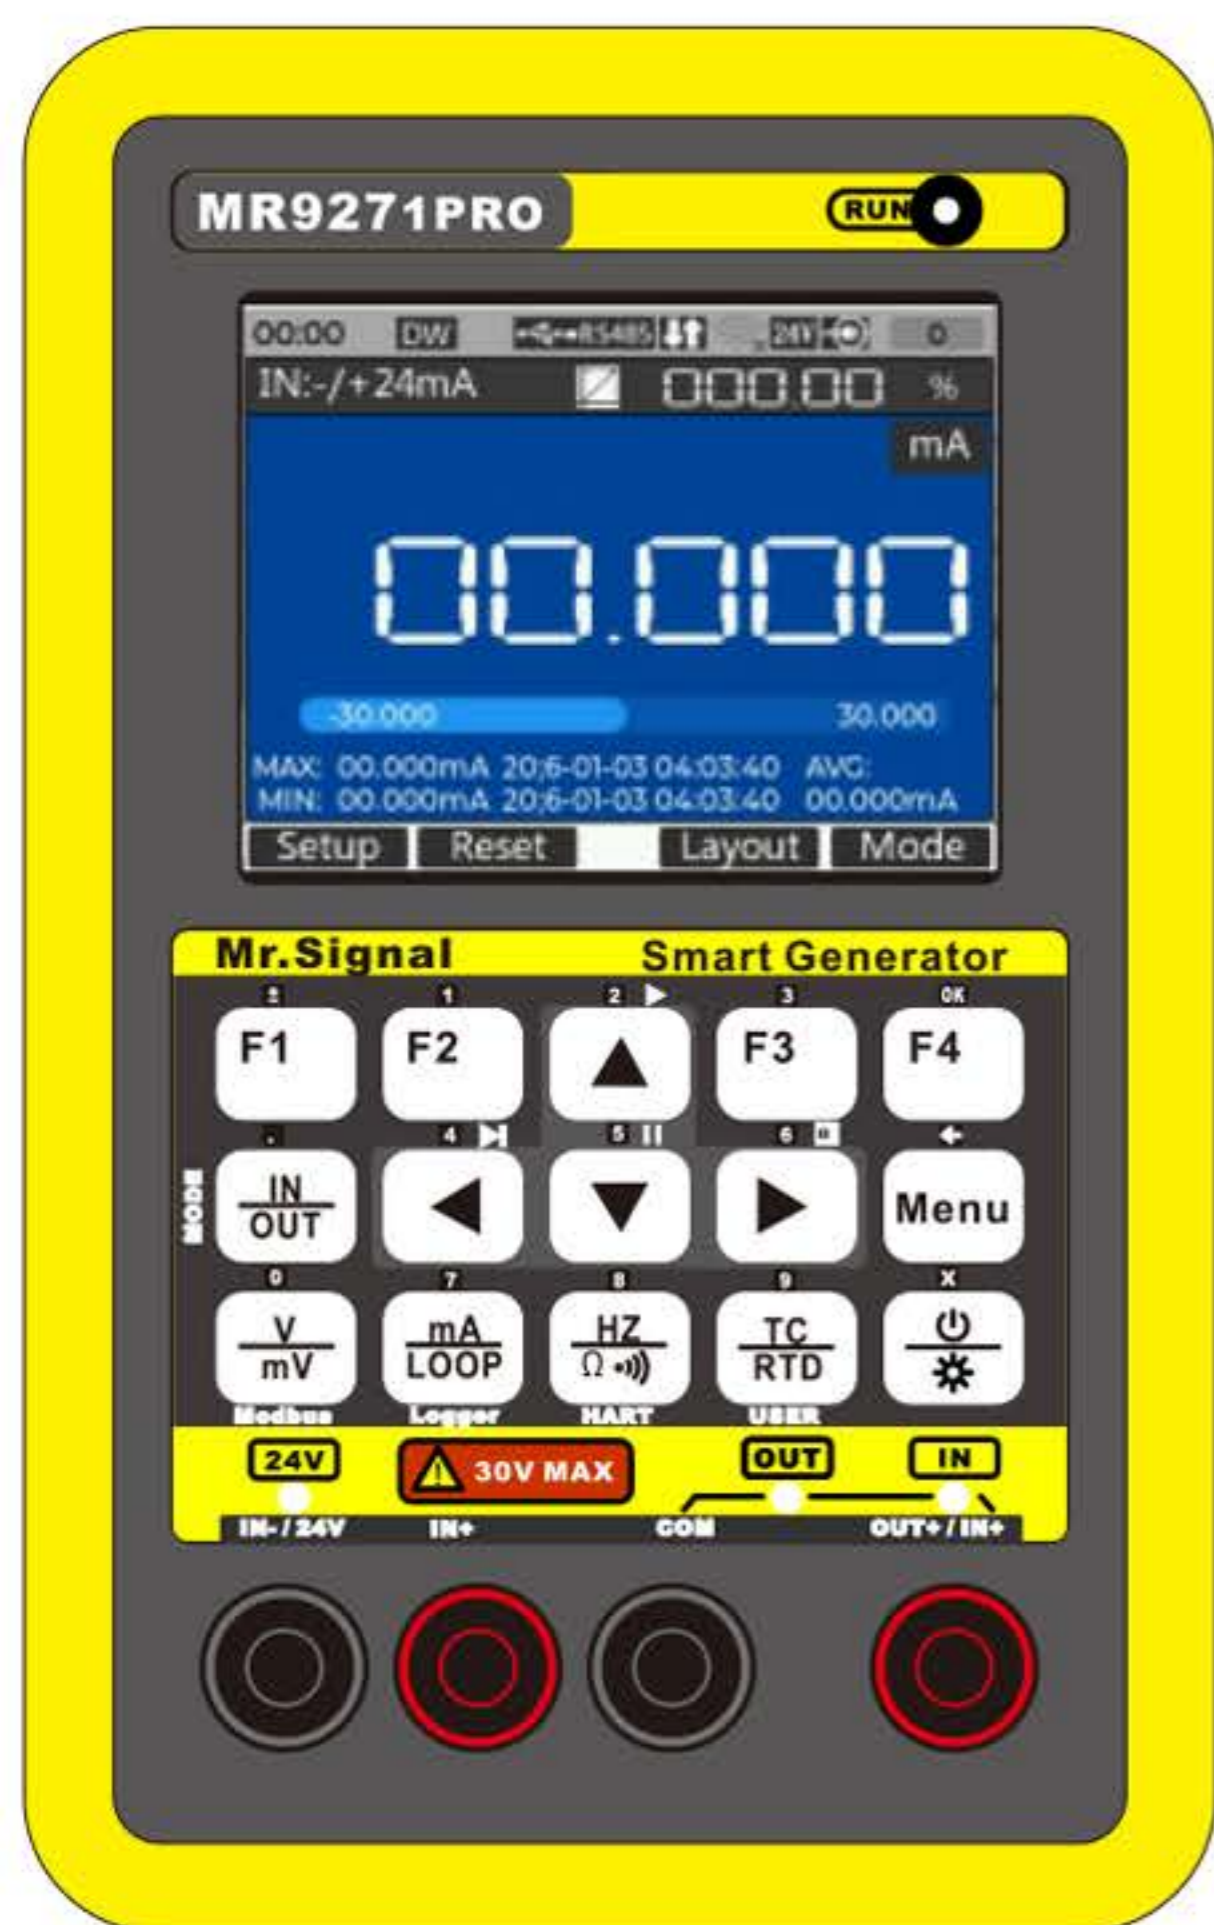 MR9271PRO RUN
00:00 DW RS485 24V 0
IN:-/+24mA 000.00 %
mA
00.000
-30.000 30.000
MAX: 00.000mA 20;6-01-03 04:03:40 AVG:
MIN: 00.000mA 20;6-01-03 04:03:40 00.000mA
Setup Reset Layout Mode
Mr.Signal Smart Generator
± 1 2 3 OK
F1 F2 F3 F4
. 4 5 6
MODE
IN
OUT
Menu
0 7 8 9 X
V mA HZ TC
mV LOOP Ω RTD
Modbus Logger HART USER
24V 30V MAX OUT IN
IN-/24V IN+ COM OUT+/IN+